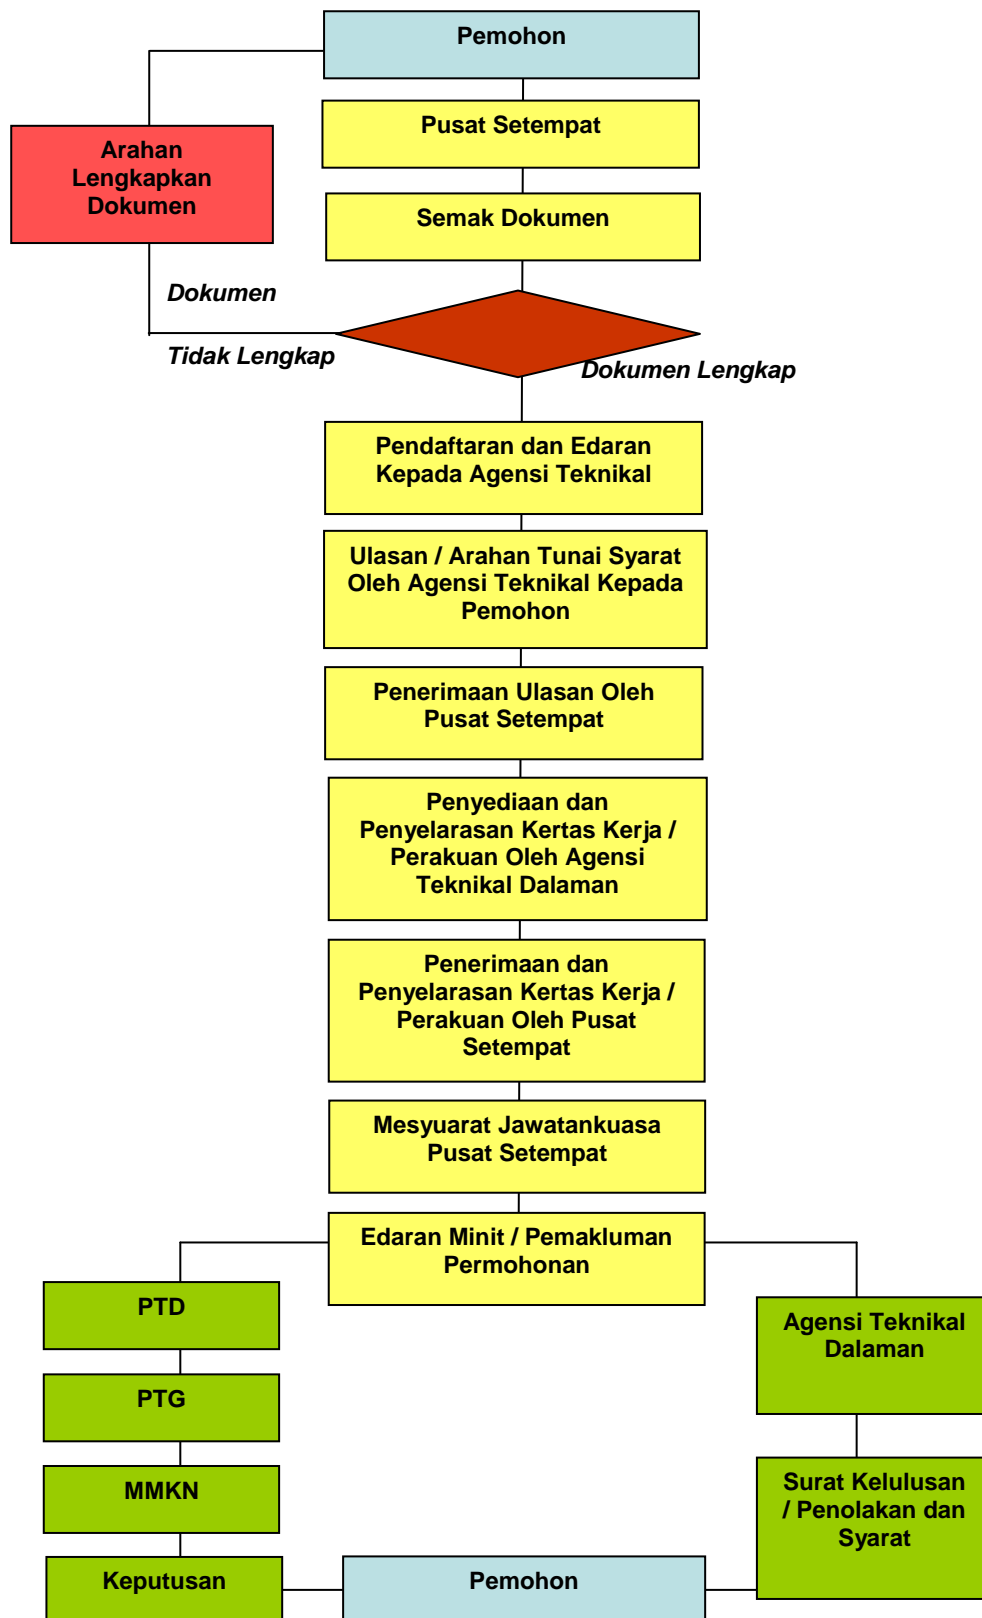 Pemohon
Pusat Setempat
Arahan
Lengkapkan
Dokumen
Semak Dokumen
Dokumen
Tidak Lengkap
Dokumen Lengkap
Pendaftaran dan Edaran
Kepada Agensi Teknikal
Ulasan / Arahan Tunai Syarat
Oleh Agensi Teknikal Kepada
Pemohon
Penerimaan Ulasan Oleh
Pusat Setempat
Penyediaan dan
Penyelarasan Kertas Kerja /
Perakuan Oleh Agensi
Teknikal Dalaman
Penerimaan dan
Penyelarasan Kertas Kerja /
Perakuan Oleh Pusat
Setempat
Mesyuarat Jawatankuasa
Pusat Setempat
Edaran Minit / Pemakluman
Permohonan
PTD
PTG
MMKN
Keputusan
Agensi Teknikal
Dalaman
Surat Kelulusan
/ Penolakan dan
Syarat
Pemohon